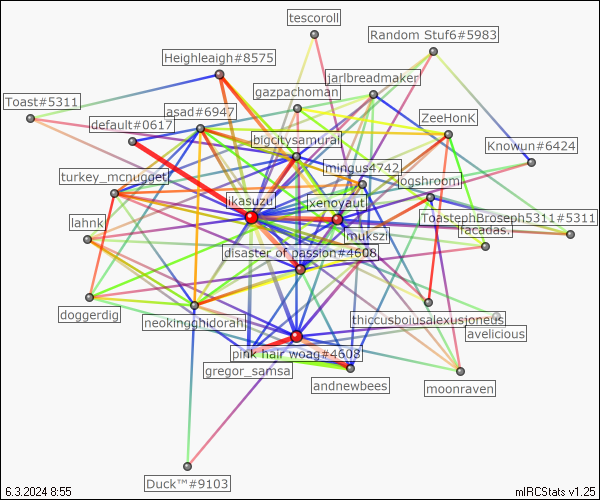 tescoroll
Random Stuf6#5983
Heighleaigh#8575
jarlbreadmaker
gazpachoman
Toast#5311
asad#6947
ZeeHonK
default#0617
bigcitysamurai
Knowun#6424
mingus4742
turkey_mcnugget
ogshroom
ikasuzu
xenoyaut
ToastephBroseph5311#5311
lahnk
facadas.
mukszi
disaster of passion#4608
doggerdig
thiccusboiusalexusroneus
neokingghidorah
avelicious
pink hair woag#4608
gregor_samsa
andnewbees
moonraven
Duck™#9103
6.3.2024 8:55
mIRCStats v1.25